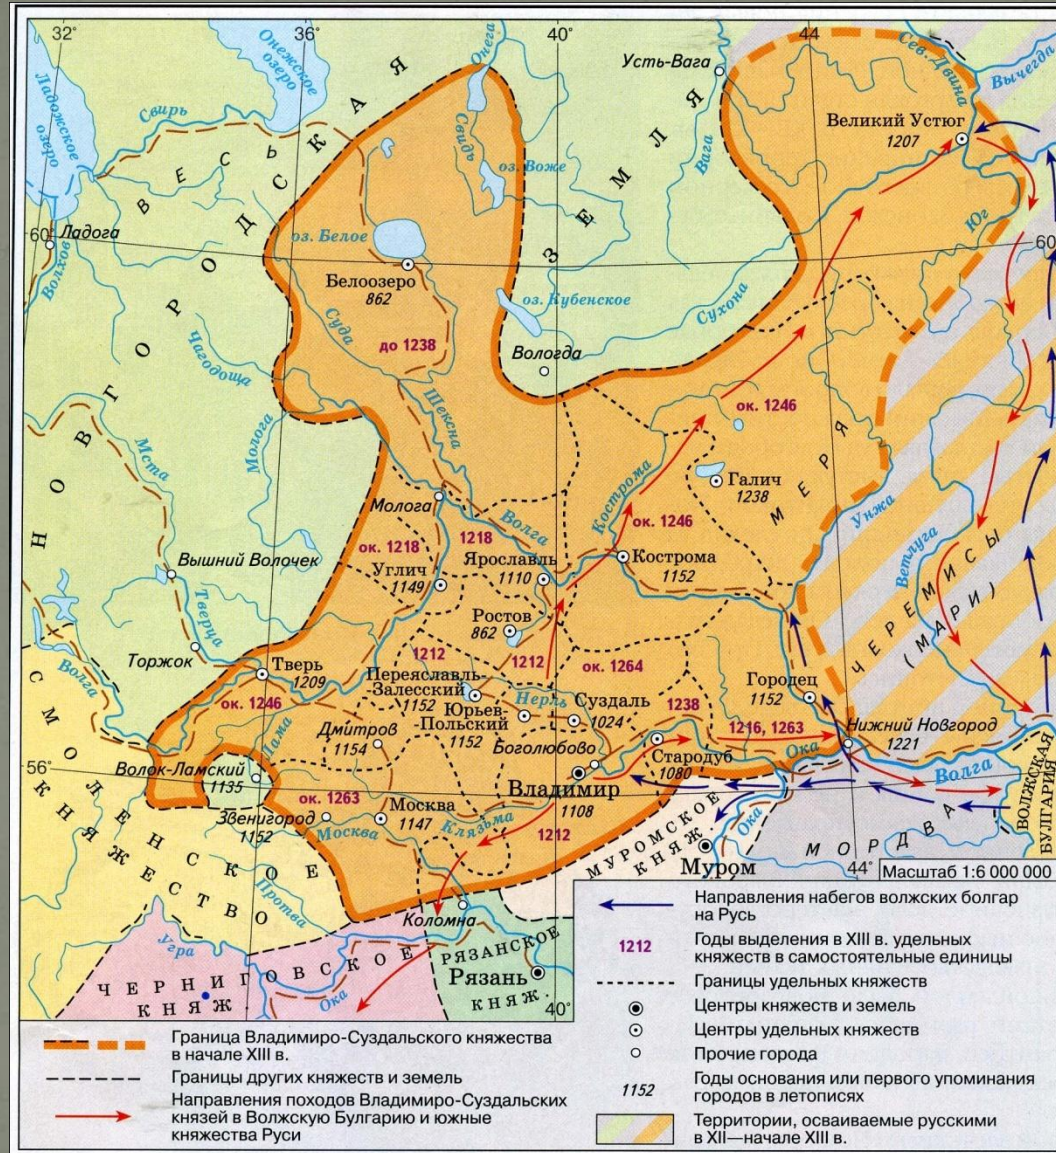 32°
36°
40°
44
Ладожское
озеро
Онежское
озеро
Онега
Свирь
ВЕСЬ
НОВГОРОДСКАЯ
ЗЕМЛЯ
Усть-Вага
Вага
Сев. Двина
Вычегда
Великий Устюг
1207
Юг
Свидь
оз. Воже
60
Ладога
Волхов
оз. Белое
Белоозеро
862
60°
оз. Кубенское
Сухона
Вологда
Суда
Чагодоща
до 1238
Шексна
Молога
Мста
ок. 1246
МЕРЯ
Галич
1238
Кострома
Унжа
Ветлуга
ЧЕРЕМИСЫ
(МАРИ)
Молога
Волга
ок. 1246
ок. 1218
1218
Ярославль
1110
Кострома
1152
Углич
1149
Вышний Волочек
Ростов
862
Тверца
Торжок
Волга
Тверь
1209
ок. 1246
1212
1212
ок. 1264
Переяславль-
Залесский
1152
Нерль
Суздаль
1024
Юрьев-
Польский
1152
1238
Городец
1152
1216, 1263
Нижний Новгород
1221
Ока
Волга
Лама
Дмитров
1154
Боголюбово
Стародуб
1080
56°
Волок-Ламский
1135
Владимир
1108
ок. 1263
Москва
1147
Звенигород
1152
Москва
Клязьма
1212
СМОЛЕНСКОЕ
КНЯЖЕСТВО
МУРОМСКОЕ
КНЯЖ.
Ока
Муром
МОРДВА
ВОЛЖСКАЯ
БУЛГАРИЯ
44°
Протва
Угра
Коломна
ЧЕРНИГОВСКОЕ
КНЯЖ
Ока
РЯЗАНСКОЕ
Рязань
КНЯЖ.
40°
Масштаб 1:6 000 000
Направления набегов волжских болгар
на Русь
1212
Годы выделения в XIII в. удельных
княжеств в самостоятельные единицы
Границы удельных княжеств
Центры княжеств и земель
Центры удельных княжеств
Прочие города
1152
Годы основания или первого упоминания
городов в летописях
Территории, осваиваемые русскими
в XII—начале XIII в.
Граница Владимиро-Суздальского княжества
в начале XIII в.
Границы других княжеств и земель
Направления походов Владимиро-Суздальских
князей в Волжскую Булгарию и южные
княжества Руси